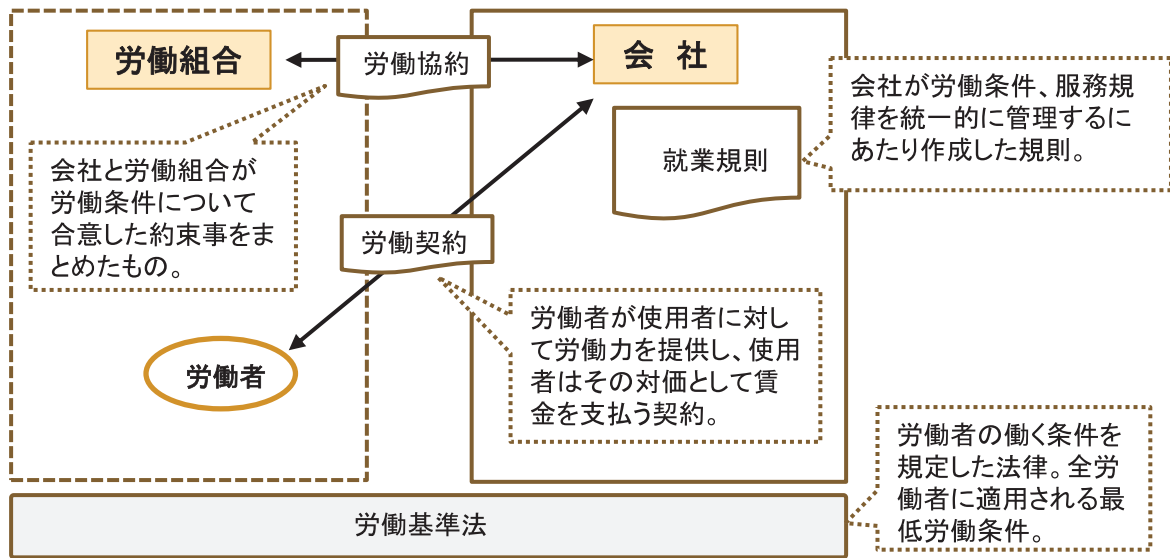 労働組合
労働協約
会 社
会社が労働条件、服務規
律を統一的に管理するに
あたり作成した規則。
就業規則
会社と労働組合が
労働条件について
合意した約束事をま
とめたもの。
労働契約
労働者が使用者に対し
て労働力を提供し、使用
者はその対価として賃
金を支払う契約。
労働者
労働者の働く条件を
規定した法律。全労
働者に適用される最
低労働条件。
労働基準法